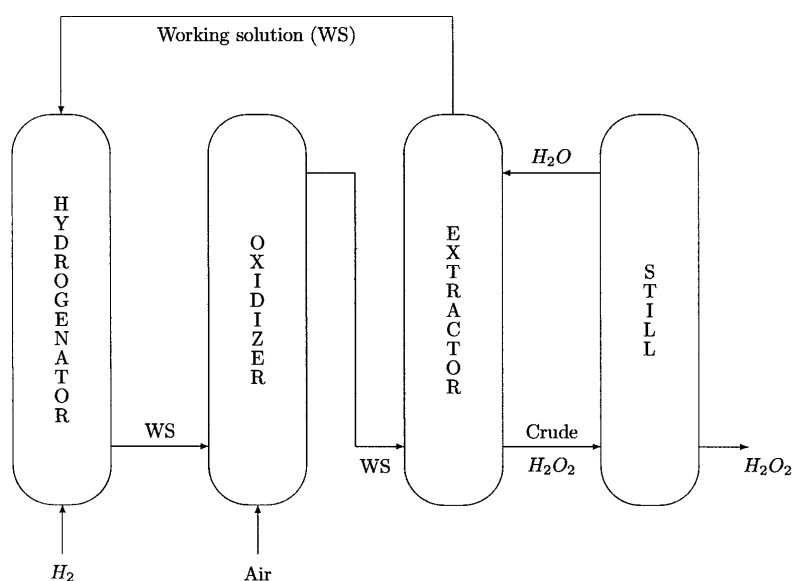 Working solution (WS)
HYDROGENATOR
OXIDIZER
EXTRACTOR
STILL
H2O
WS
WS
Crude
H2O2
H2O2
H2
Air